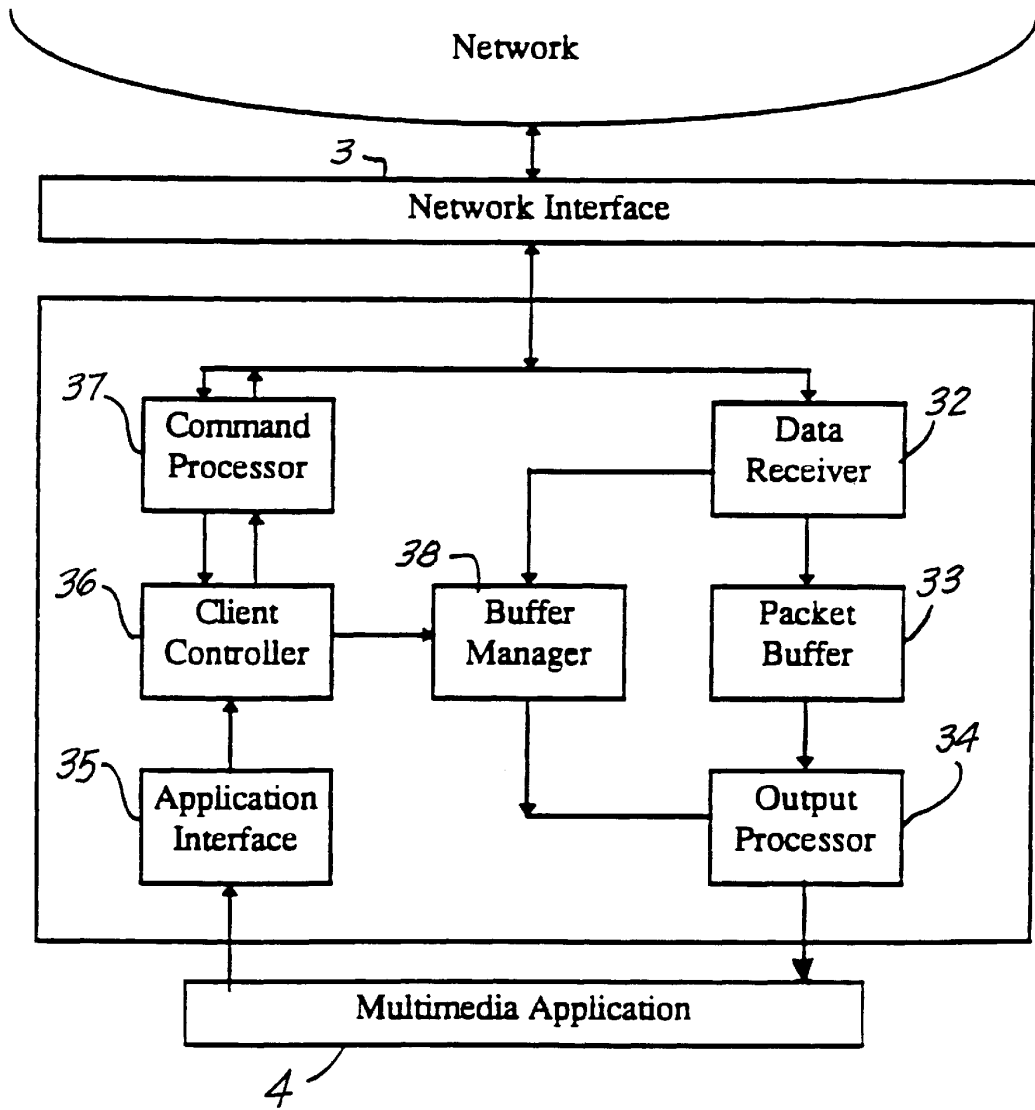 Network
3
Network Interface
37
Command
Processor
32
Data
Receiver
36
Client
Controller
38
Buffer
Manager
33
Packet
Buffer
35
Application
Interface
34
Output
Processor
Multimedia Application
4